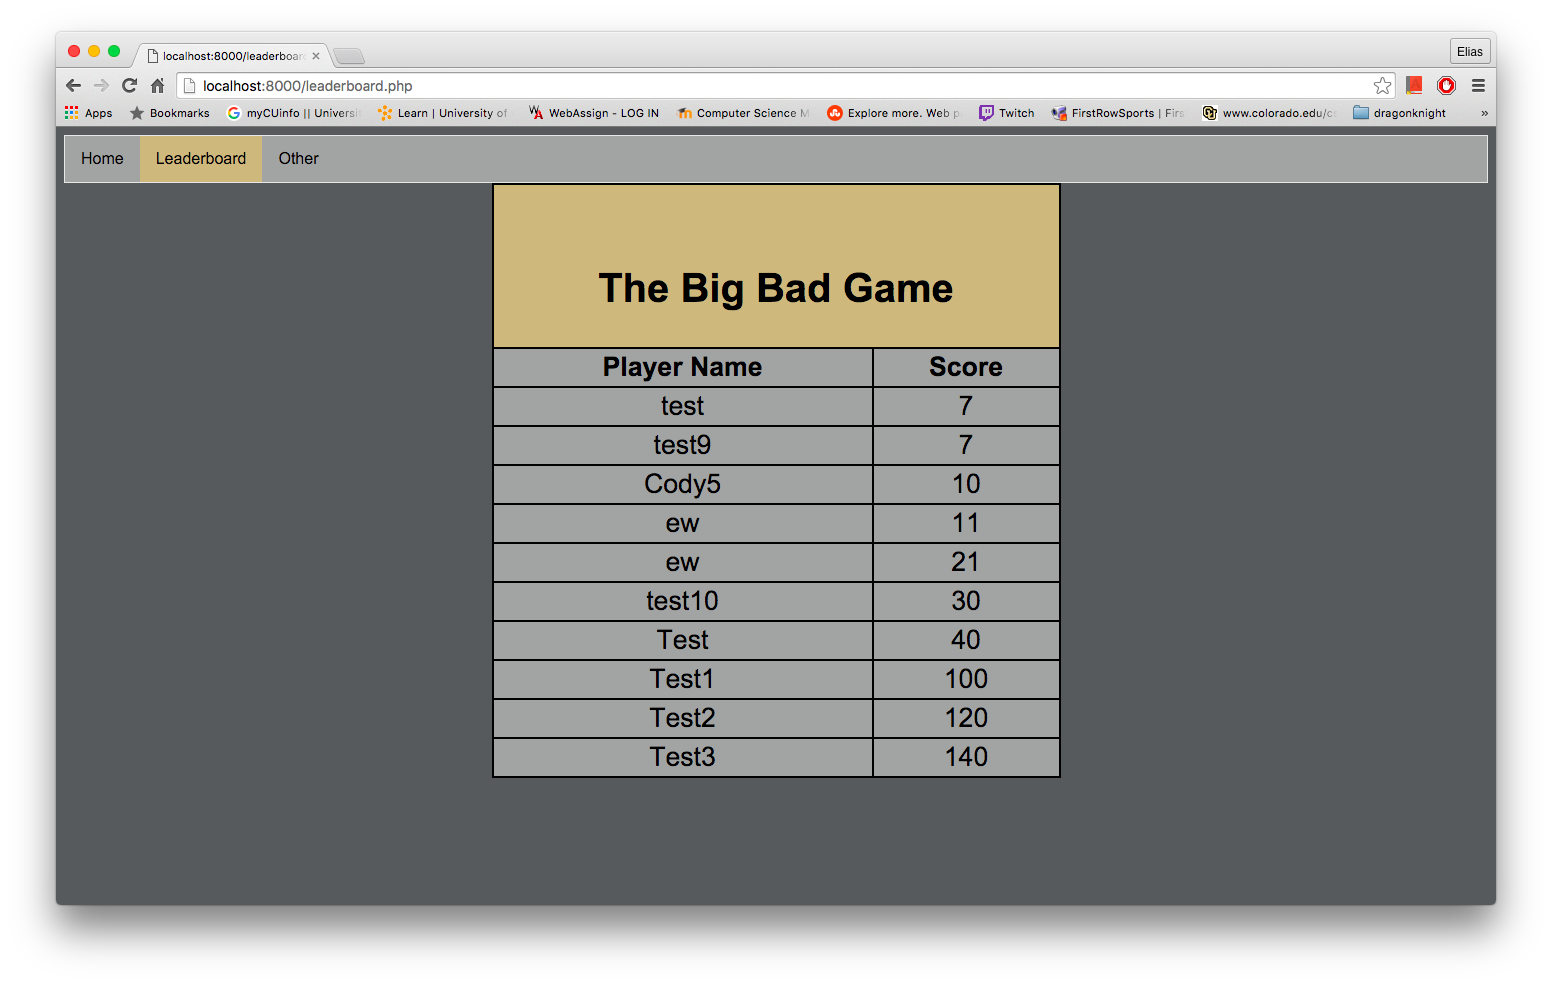 localhost:8000/leaderboar
Elias
localhost:8000/leaderboard.php
Apps Bookmarks myCUinfo || Universi Learn | University of WebAssign - LOG IN Computer Science M Explore more. Web p Twitch FirstRowSports | Firs www.colorado.edu/cs dragonknight »
Home Leaderboard Other
The Big Bad Game
Player Name Score
test 7
test9 7
Cody5 10
ew 11
ew 21
test10 30
Test 40
Test1 100
Test2 120
Test3 140